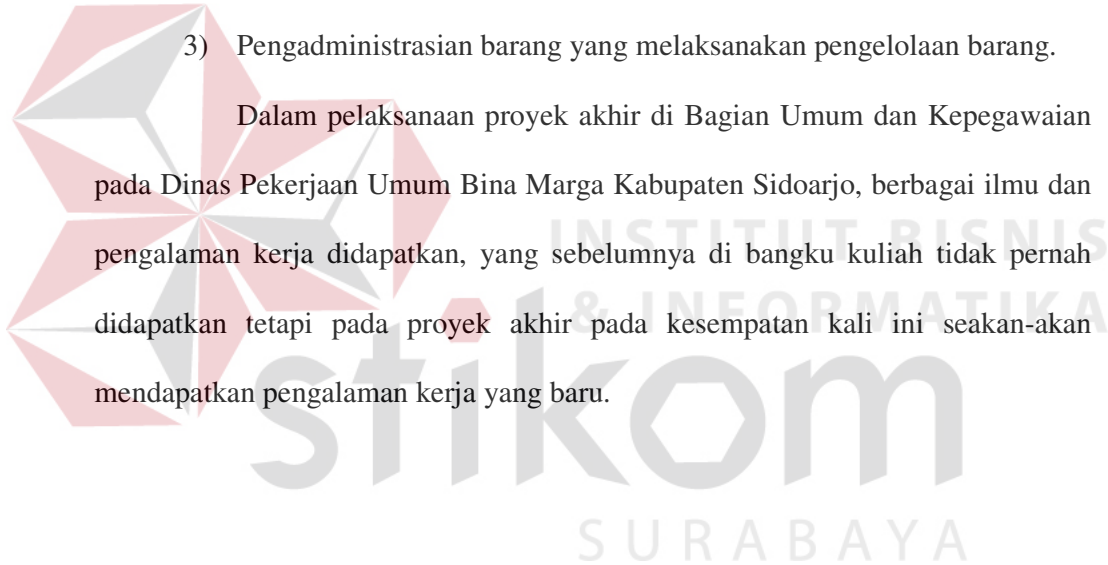 3) Pengadministrasian barang yang melaksanakan pengelolaan barang.
Dalam pelaksanaan proyek akhir di Bagian Umum dan Kepegawaian
pada Dinas Pekerjaan Umum Bina Marga Kabupaten Sidoarjo, berbagai ilmu dan
pengalaman kerja didapatkan, yang sebelumnya di bangku kuliah tidak pernah
didapatkan tetapi pada proyek akhir pada kesempatan kali ini seakan-akan
mendapatkan pengalaman kerja yang baru.
INSTITUT BISNIS
& INFORMATIKA
stikom
SURABAYA